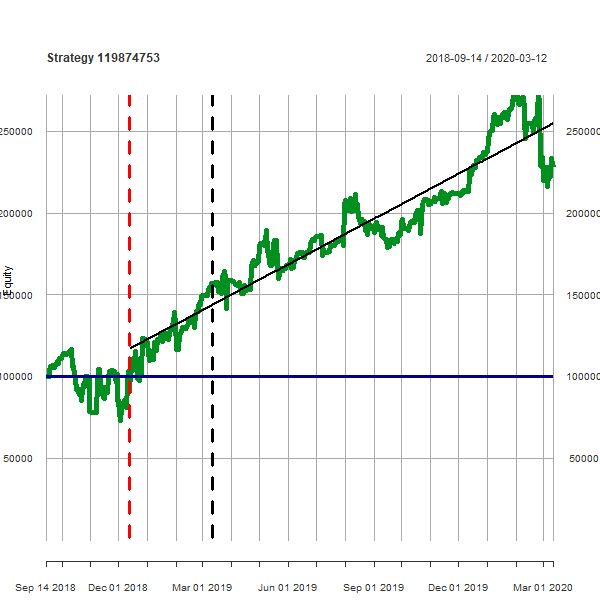 Strategy 119874753
2018-09-14 / 2020-03-12
250000 250000
200000 200000
150000 150000
100000 100000
50000 50000
Equity
Sep 14 2018 Dec 01 2018 Mar 01 2019 Jun 01 2019 Sep 01 2019 Dec 01 2019 Mar 01 2020